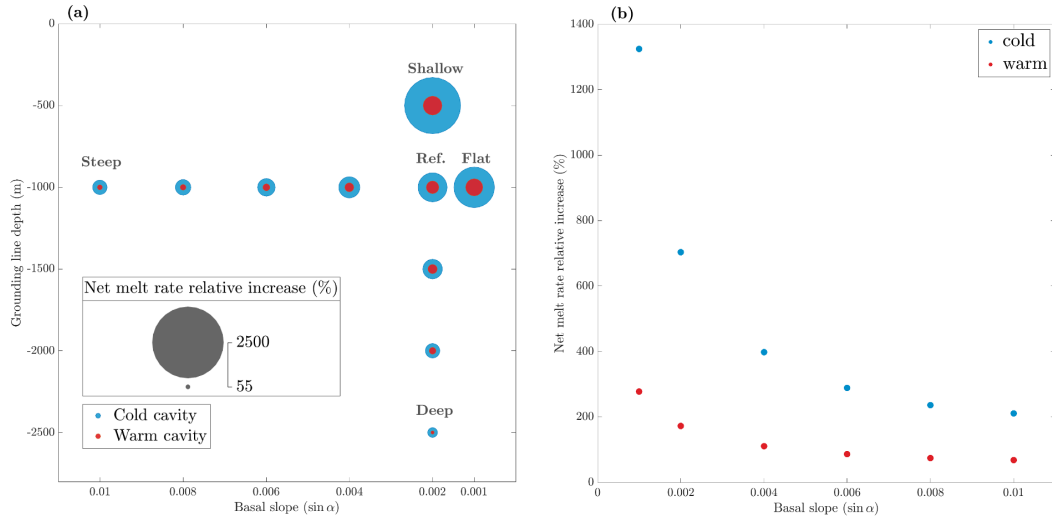 (a)
0
-500
-1000
-1500
-2000
-2500
Grounding line depth (m)
Shallow
Steep
Ref.
Flat
Deep
Net melt rate relative increase (%)
2500
55
Cold cavity
Warm cavity
0.01
0.008
0.006
0.004
0.002
0.001
Basal slope (sin α)
(b)
1400
1200
1000
800
600
400
200
0
Net melt rate relative increase (%)
cold
warm
0
0.002
0.004
0.006
0.008
0.01
Basal slope (sin α)